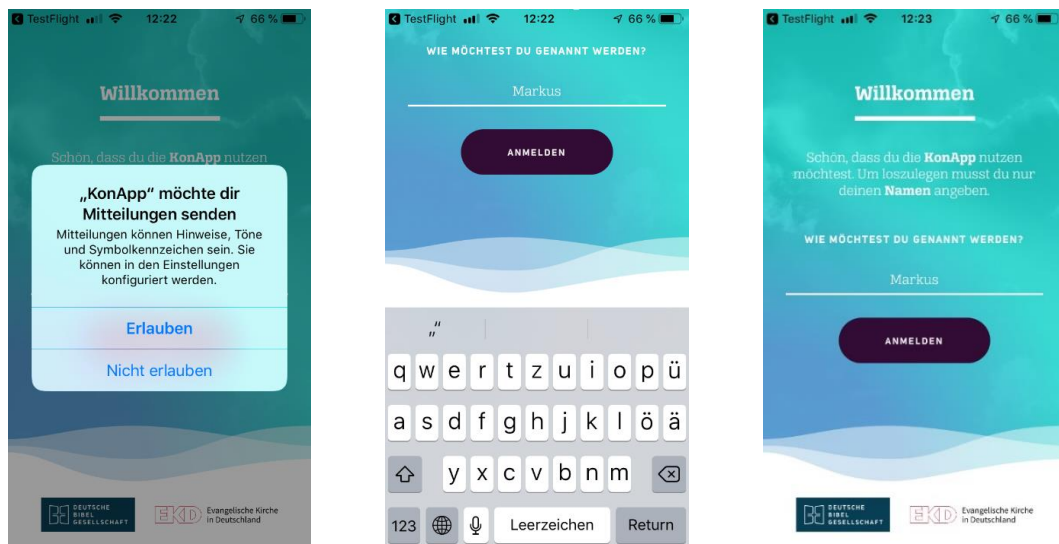 TestFlight 12:22 66 %
Willkommen
Schön, dass du die KonApp nutzen
„KonApp“ möchte dir
Mitteilungen senden
Mitteilungen können Hinweise, Töne
und Symbolkennzeichen sein. Sie
können in den Einstellungen
konfiguriert werden.
Erlauben
Nicht erlauben
DEUTSCHE
BIBEL
GESELLSCHAFT
EKD
Evangelische Kirche
in Deutschland
TestFlight 12:22 66 %
WIE MÖCHTEST DU GENANNT WERDEN?
Markus
ANMELDEN
„“
q w e r t z u i o p ü
a s d f g h j k l ö ä
y x c v b n m
123 Leerzeichen Return
TestFlight 12:23 66 %
Willkommen
Schön, dass du die KonApp nutzen
möchtest. Um loszulegen musst du nur
deinen Namen angeben.
WIE MÖCHTEST DU GENANNT WERDEN?
Markus
ANMELDEN
DEUTSCHE
BIBEL
GESELLSCHAFT
EKD
Evangelische Kirche
in Deutschland